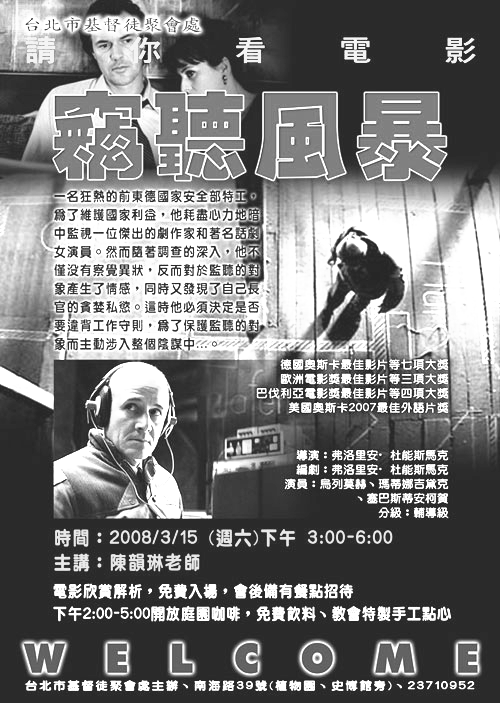 台北市基督徒聚會處
請你看電影
竊聽風暴
一名狂熱的前東德國家安全部特工，
為了維護國家利益，他耗盡心力地暗
中監視一位傑出的劇作家和著名話劇
女演員。然而隨著調查的深入，他不
僅沒有察覺異狀，反而對於監聽的對
象產生了情感，同時又發現了自己長
官的貪婪私慾。這時他必須決定是否
要違背工作守則，為了保護監聽的對
象而主動涉入整個陰謀中...。
德國奧斯卡最佳影片等七項大獎
歐洲電影獎最佳影片等三項大獎
巴伐利亞電影獎最佳影片等四項大獎
美國奧斯卡2007最佳外語片獎
導演：弗洛里安·杜能斯馬克
編劇：弗洛里安·杜能斯馬克
演員：烏列莫赫、瑪蒂娜吉黛克
、塞巴斯蒂安柯賀
分級：輔導級
時間：2008/3/15 (週六)下午 3:00-6:00
主講：陳韻琳老師
電影欣賞解析，免費入場，會後備有餐點招待
下午2:00-5:00開放庭園咖啡，免費飲料、教會特製手工點心
WELCOME
台北市基督徒聚會處主辦、南海路39號(植物園、史博館旁)、23710952